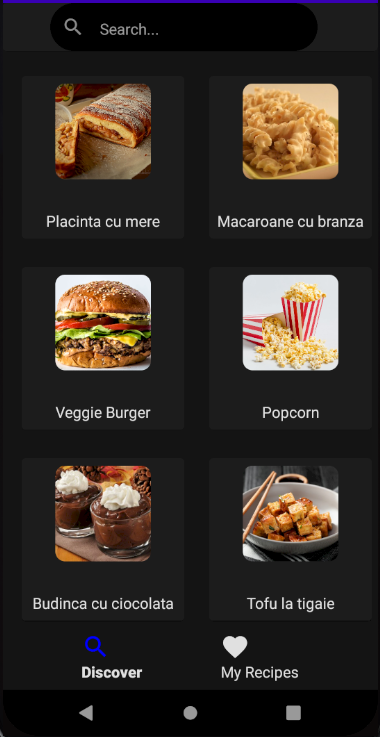 Search...
Placinta cu mere
Macaroane cu branza
Veggie Burger
Popcorn
Budinca cu ciocolata
Tofu la tigaie
Discover
My Recipes